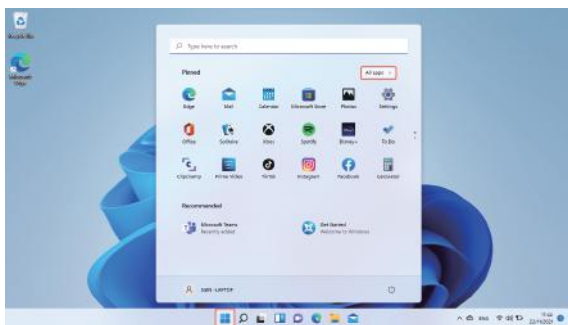 Recycle Bin
Microsoft
Edge
Type here to search
Pinned
All apps >
Edge
Mail
Calendar
Microsoft Store
Photos
Settings
Office
Solitaire
Xbox
Spotify
Disney+
To Do
Clipchamp
Prime Video
TikTok
Instagram
Facebook
Calculator
Recommended
Microsoft Teams
Recently added
Get Started
Welcome to Windows
ENG